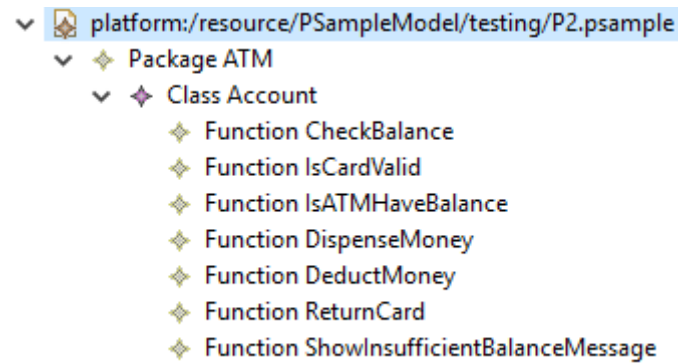 platform:/resource/PSampleModel/testing/P2.psample
Package ATM
Class Account
Function CheckBalance
Function IsCardValid
Function IsATMHaveBalance
Function DispenseMoney
Function DeductMoney
Function ReturnCard
Function ShowInsufficientBalanceMessage